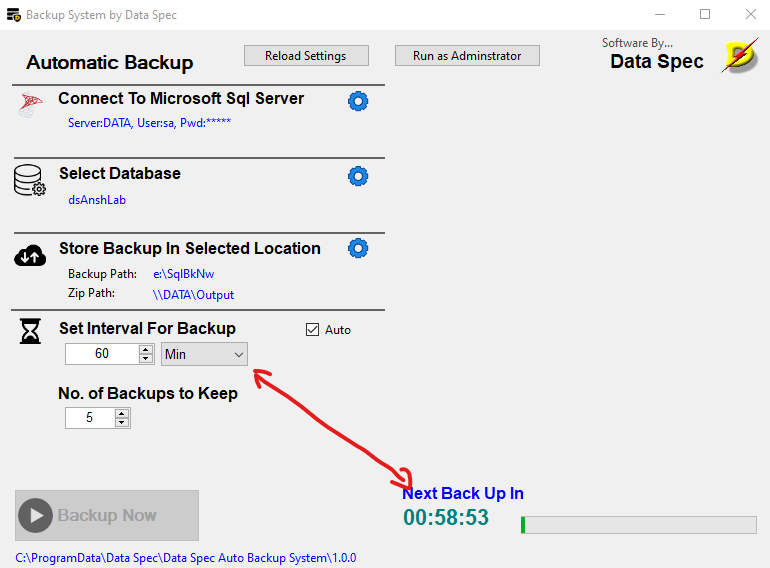 Backup System by Data Spec
Automatic Backup
Reload Settings
Run as Adminstrator
Software By...
Data Spec
Connect To Microsoft Sql Server
Server:DATA, User:sa, Pwd:*****
Select Database
dsAnshLab
Store Backup In Selected Location
Backup Path: e:\SqlBkNw
Zip Path: \\DATA\Output
Set Interval For Backup
Auto
60 Min
No. of Backups to Keep
5
Next Back Up In
00:58:53
Backup Now
C:\ProgramData\Data Spec\Data Spec Auto Backup System\1.0.0